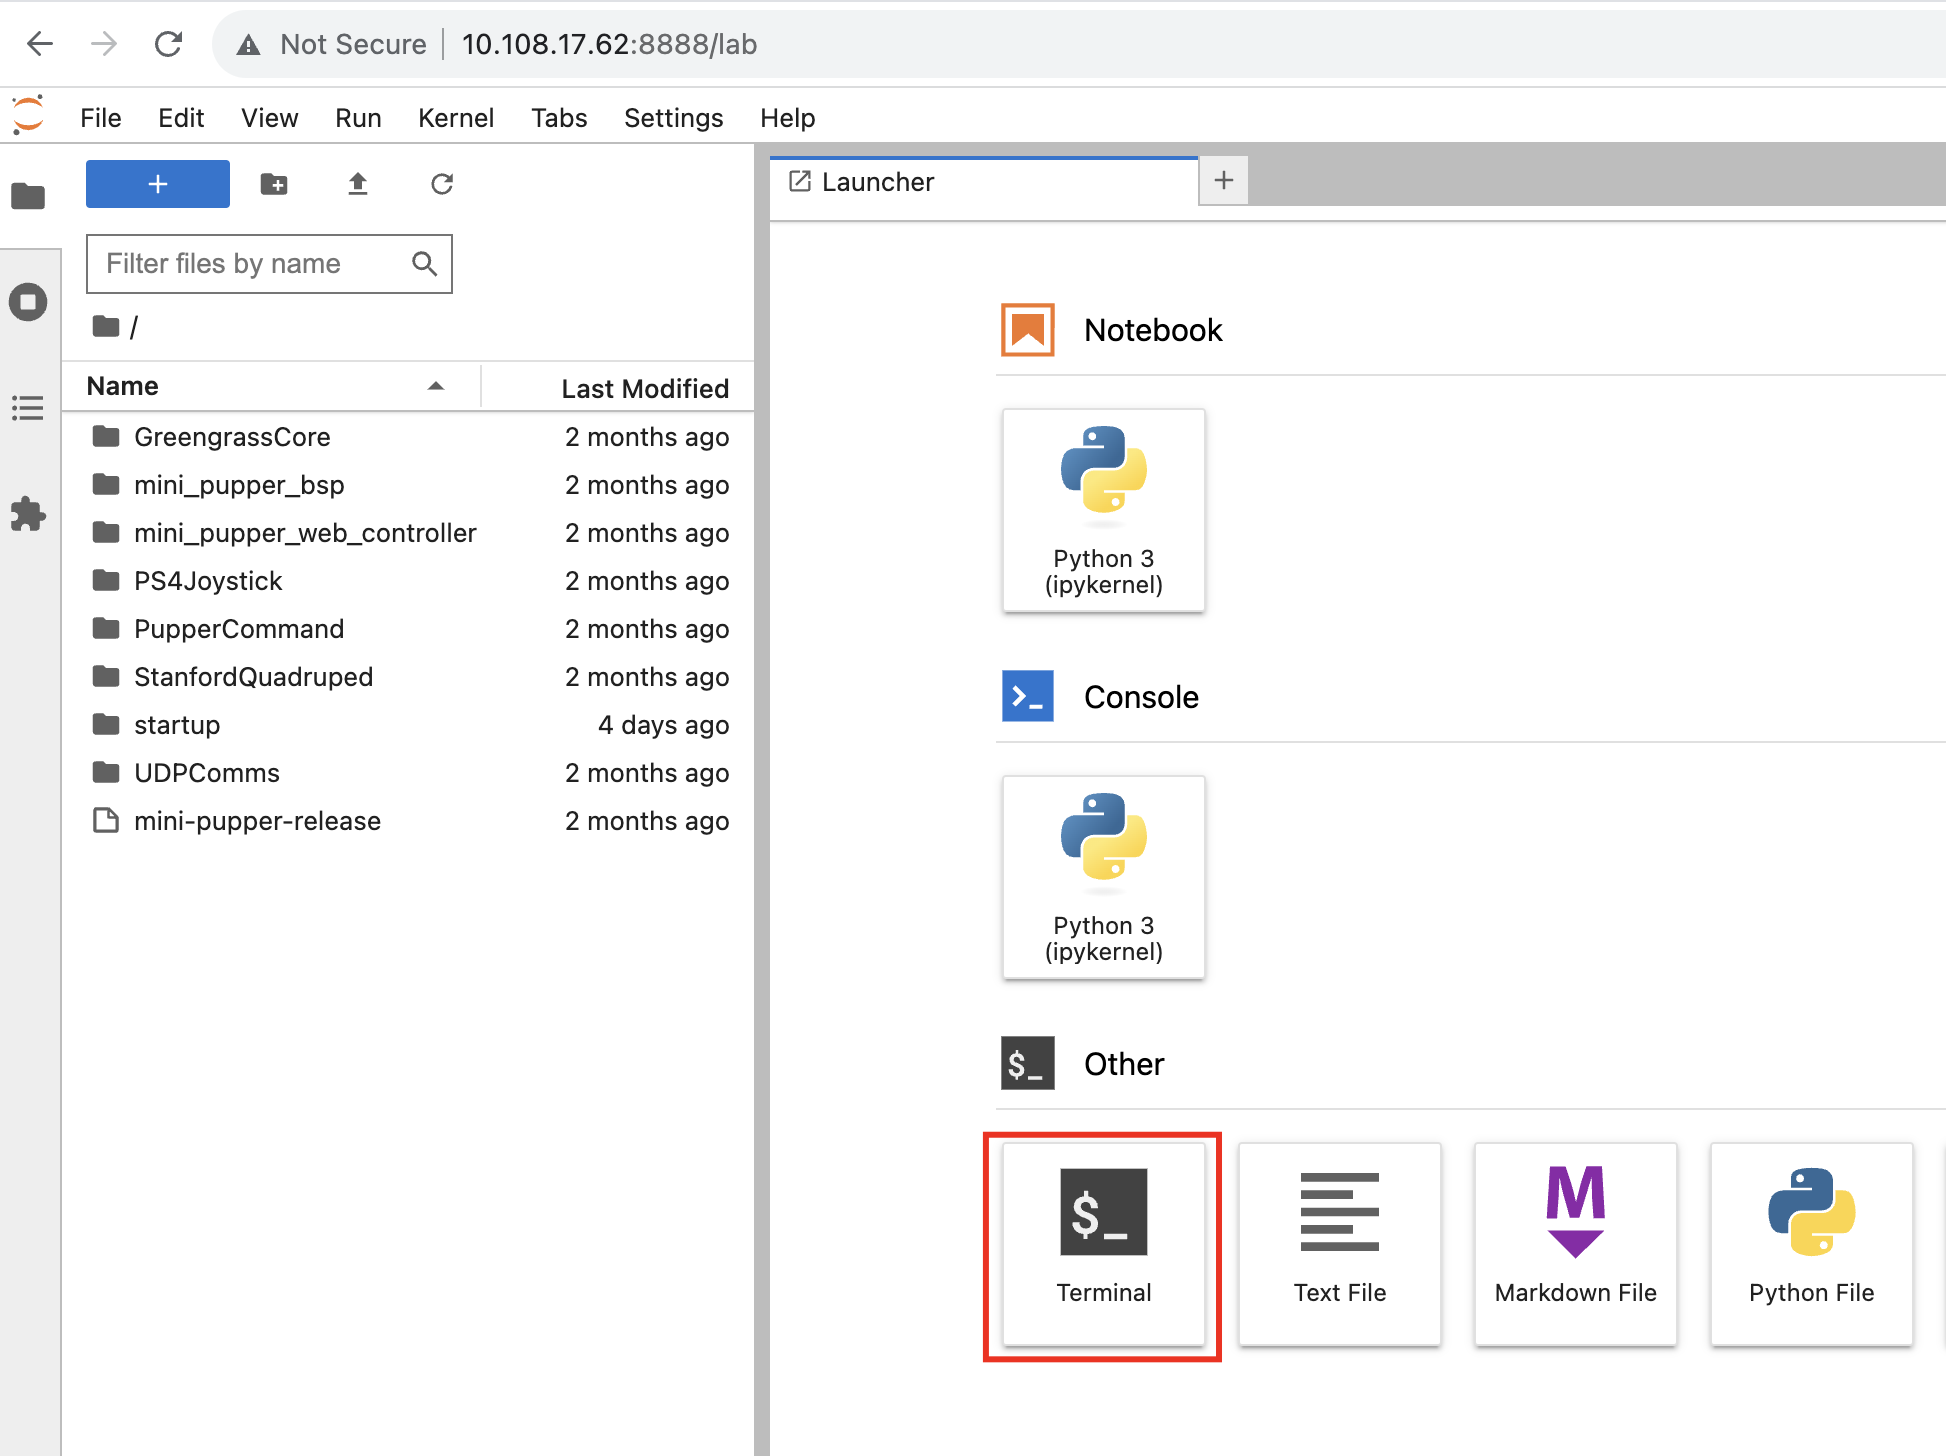 Not Secure | 10.108.17.62:8888/lab
File Edit View Run Kernel Tabs Settings Help
+
Launcher +
Filter files by name
/
Name Last Modified
GreengrassCore 2 months ago
mini_pupper_bsp 2 months ago
mini_pupper_web_controller 2 months ago
PS4Joystick 2 months ago
PupperCommand 2 months ago
StanfordQuadruped 2 months ago
startup 4 days ago
UDPComms 2 months ago
mini-pupper-release 2 months ago
Notebook
Python 3
(ipykernel)
>_ Console
Python 3
(ipykernel)
$_ Other
$_
M
Terminal Text File Markdown File Python File